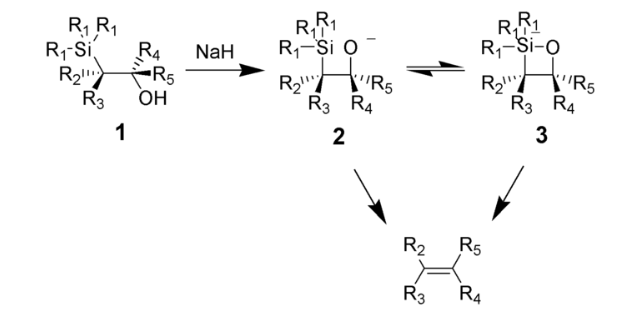 R₁ R₁
R₁ Si R₄
R₂ R₅
R₃ OH
1
NaH
R₁ R₁
R₁ Si O −
R₂ R₅
R₃ R₄
2
R₁ R₁ −
R₁ Si O
R₂ R₅
R₃ R₄
3
R₂ R₅
R₃ R₄